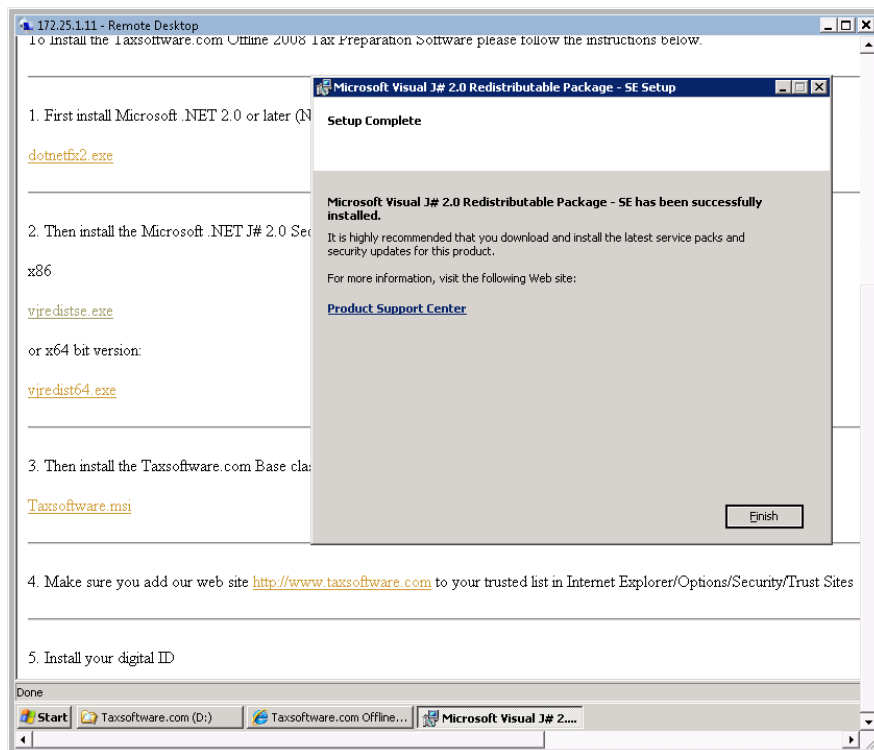 172.25.1.11 - Remote Desktop
To Install the Taxsoftware.com Offline 2008 Tax Preparation Software please follow the instructions below.
Microsoft Visual J# 2.0 Redistributable Package - SE Setup
Setup Complete
Microsoft Visual J# 2.0 Redistributable Package - SE has been successfully
installed.
It is highly recommended that you download and install the latest service packs and
security updates for this product.
For more information, visit the following Web site:
Product Support Center
Finish
1. First install Microsoft .NET 2.0 or later (N
dotnetfx2.exe
2. Then install the Microsoft .NET J# 2.0 Sec
x86
vjredistse.exe
or x64 bit version:
vjredist64.exe
3. Then install the Taxsoftware.com Base cla
Taxsoftware.msi
4. Make sure you add our web site http://www.taxsoftware.com to your trusted list in Internet Explorer/Options/Security/Trust Sites
5. Install your digital ID
Done
Start Taxsoftware.com (D:) Taxsoftware.com Offline... Microsoft Visual J# 2....